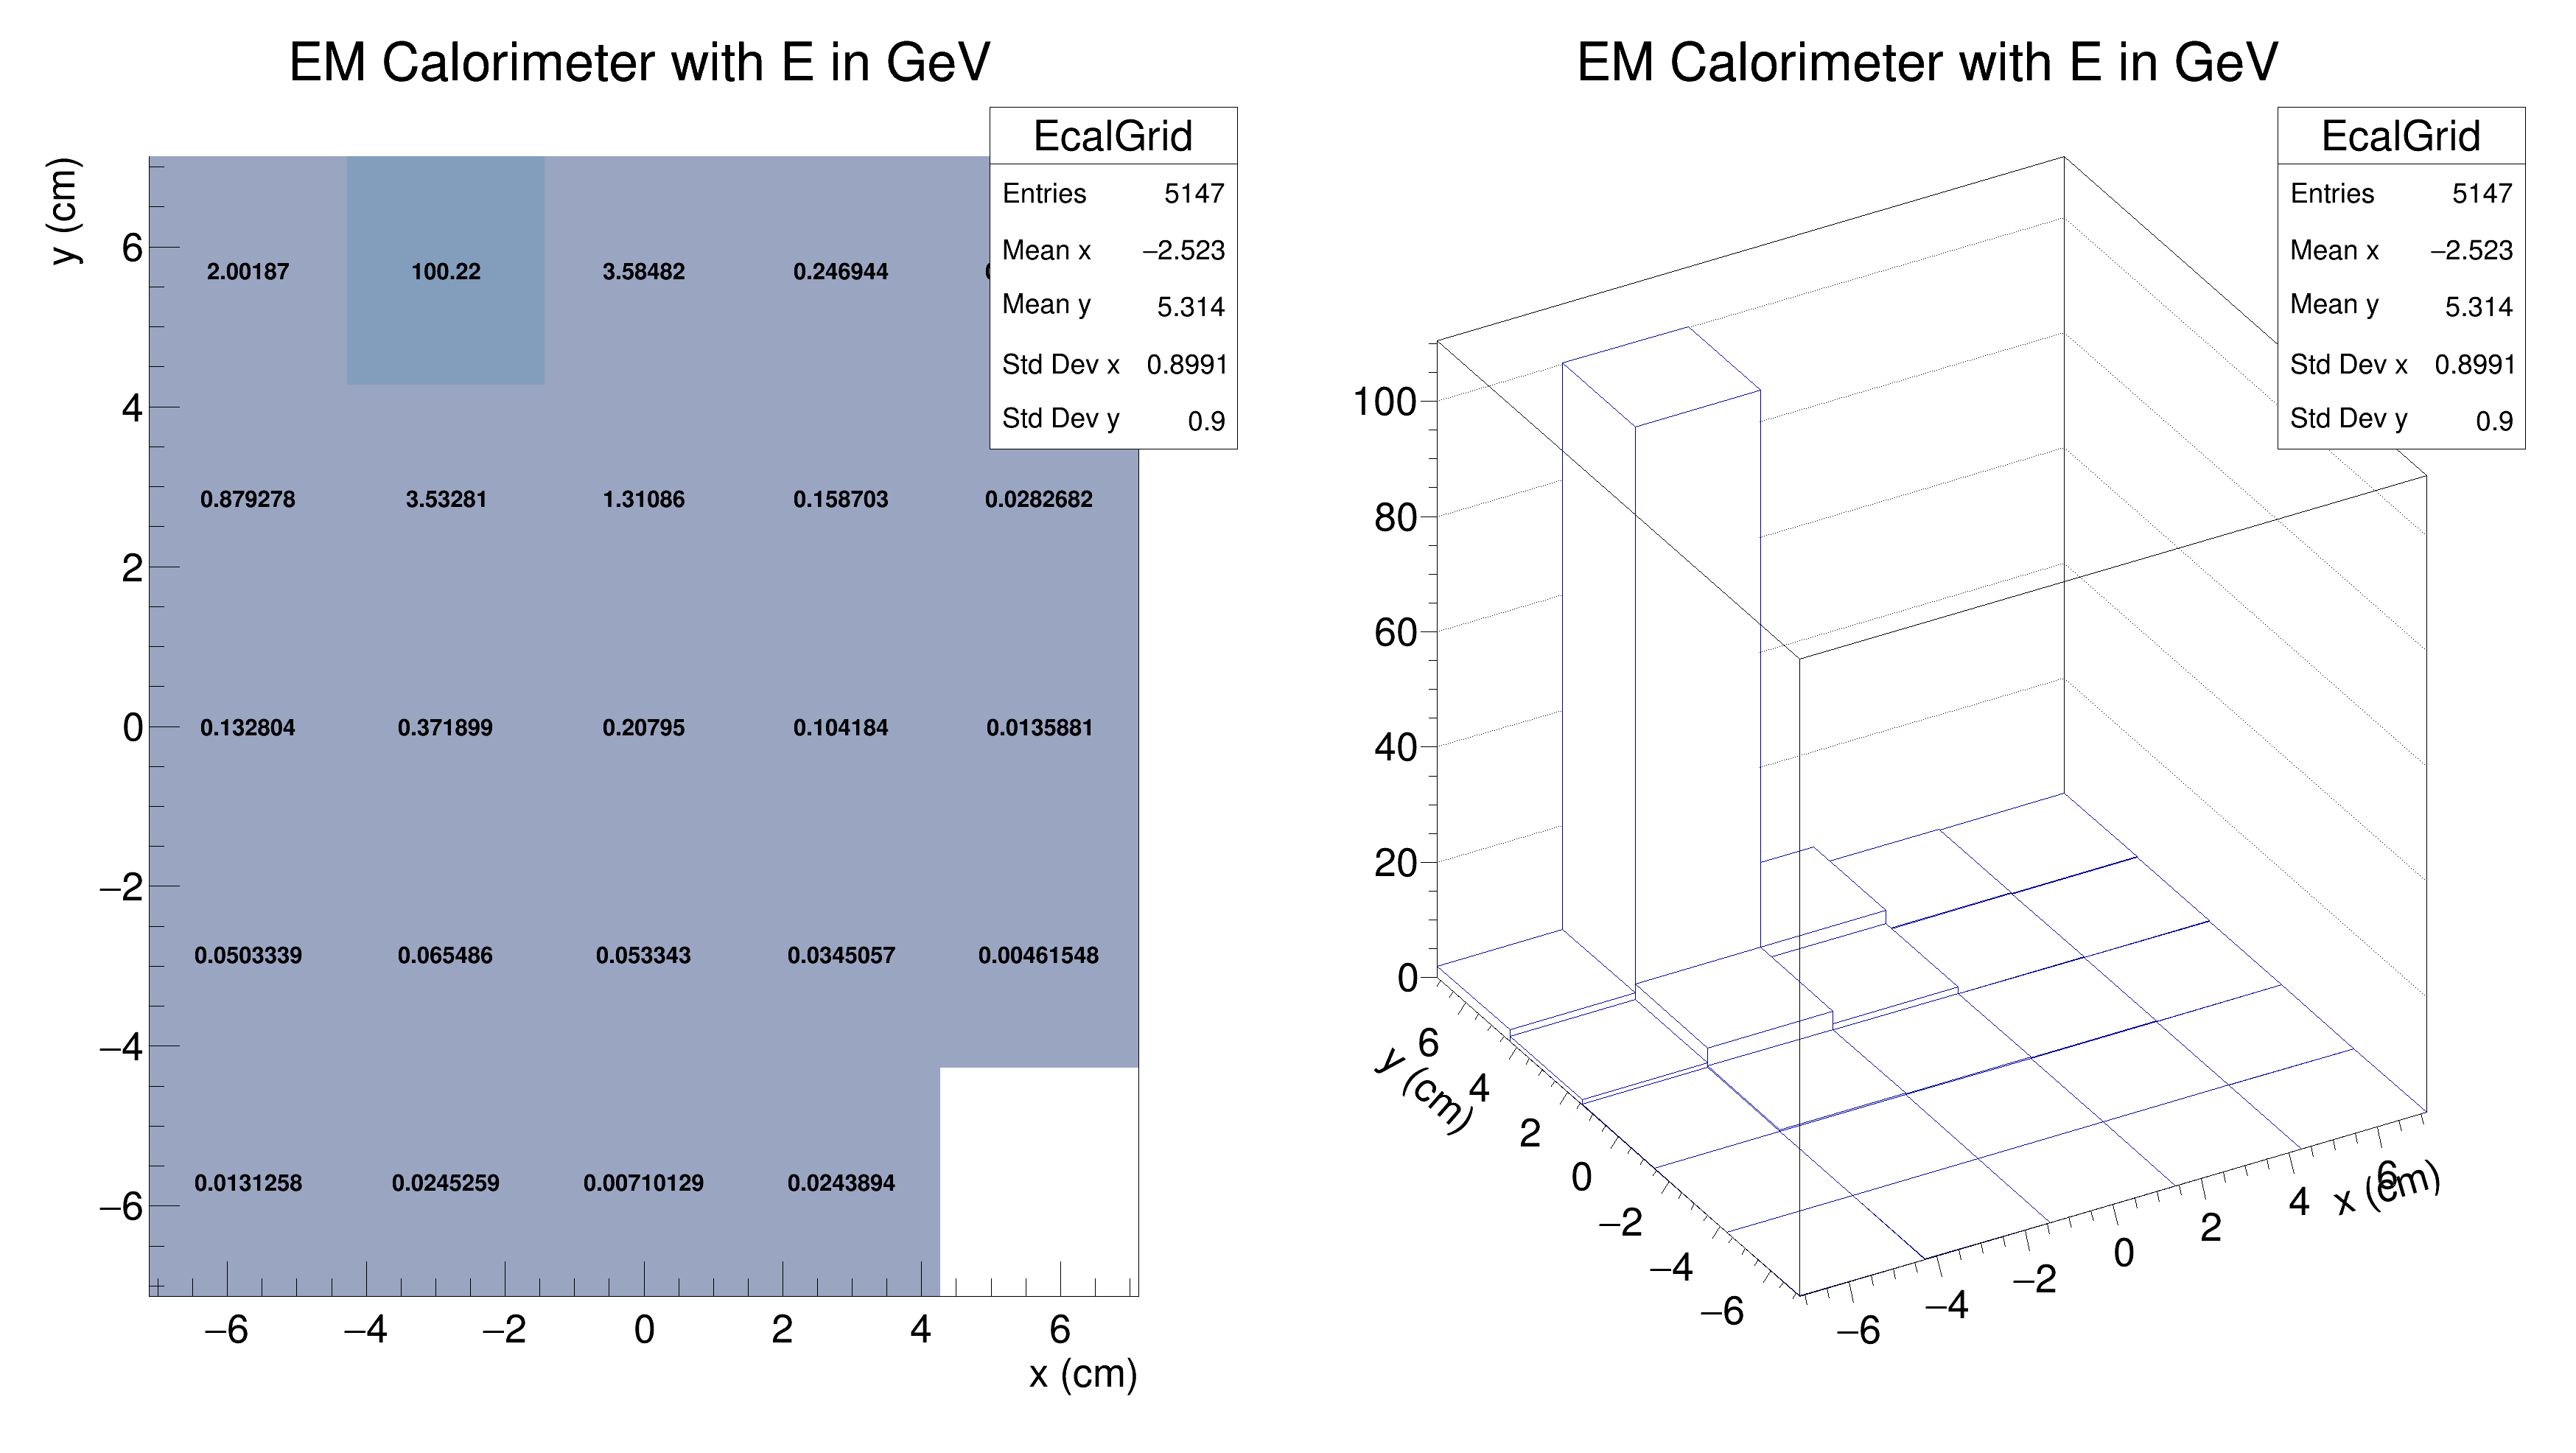 EM Calorimeter with E in GeV
EcalGrid
Entries 5147
Mean x −2.523
Mean y 5.314
Std Dev x 0.8991
Std Dev y 0.9
y (cm)
6
2.00187 100.22 3.58482 0.246944
4
0.879278 3.53281 1.31086 0.158703 0.0282682
2
0
0.132804 0.371899 0.20795 0.104184 0.0135881
−2
0.0503339 0.065486 0.053343 0.0345057 0.00461548
−4
0.0131258 0.0245259 0.00710129 0.0243894
−6
−6 −4 −2 0 2 4 6
x (cm)
EM Calorimeter with E in GeV
EcalGrid
Entries 5147
Mean x −2.523
Mean y 5.314
Std Dev x 0.8991
Std Dev y 0.9
100
80
60
40
20
0
y (cm)
6
4
2
0
−2
−4
−6
−6
−4
−2
0
2
4
6
x (cm)